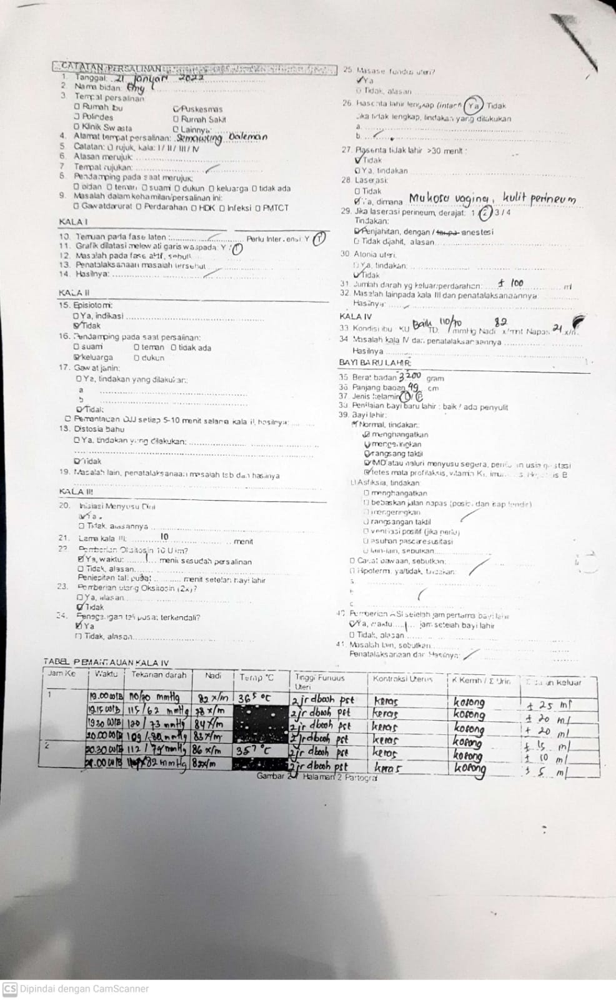 CATATAN PERSALINAN
1. Tanggal: 21 Januari 2022
2. Nama bidan: Emy
3. Tempat persalinan
□ Rumah Ibu ☑ Puskesmas
□ Polindes □ Rumah Sakit
□ Klinik Swasta □ Lainnya:
4. Alamat tempat persalinan: Semawung Daleman
5. Catatan: □ rujuk, kala: I / II / III / IV
6. Alasan merujuk:
7. Tempat rujukan:
8. Pendamping pada saat merujuk:
□ bidan □ teman □ suami □ dukun □ keluarga □ tidak ada
9. Masalah dalam kehamilan/persalinan ini:
□ Gawatdarurat □ Perdarahan □ HDK □ Infeksi □ PMTCT
KALA I
10. Temuan pada fase laten : Perlu Intervensi: Y / T
11. Grafik dilatasi melewati garis waspada: Y / T
12. Masalah pada fase aktif, sebut:
13. Penatalaksanaan masalah tersebut
14. Hasilnya:
KALA II
15. Episiotomi:
□ Ya, indikasi
☑ Tidak
16. Pendamping pada saat persalinan:
□ suami □ teman □ tidak ada
☑ keluarga □ dukun
17. Gawat janin:
□ Ya, tindakan yang dilakukan:
a
b
☑ Tidak
□ Pemantauan DJJ setiap 5-10 menit selama kala II, hasilnya:
18. Distosia bahu
□ Ya, tindakan yang dilakukan:
☑ Tidak
19. Masalah lain, penatalaksanaan masalah tsb dan hasilnya
KALA III
20. Inisiasi Menyusu Dini
☑ Ya
□ Tidak, alasannya
21. Lama kala III: 10 menit
22. Pemberian Oksitosin 10 U im?
☑ Ya, waktu: 1 menit sesudah persalinan
□ Tidak, alasan
Penjepitan tali pusat menit setelah bayi lahir
23. Pemberian ulang Oksitosin (2x)?
□ Ya, alasan
☑ Tidak
24. Penegangan tali pusat terkendali?
☑ Ya
□ Tidak, alasan
25. Masase fundus uteri?
☑ Ya
□ Tidak, alasan
26. Plasenta lahir lengkap (intact) Ya / Tidak
Jika tidak lengkap, tindakan yang dilakukan
a.
b.
27. Plasenta tidak lahir >30 menit :
☑ Tidak
□ Ya, tindakan
28. Laserasi:
□ Tidak
☑ Ya, dimana Mukosa vagina, kulit perineum
29. Jika laserasi perineum, derajat: 1 / 2 / 3 / 4
Tindakan:
☑ Penjahitan, dengan / tanpa anestesi
□ Tidak dijahit, alasan
30. Atonia uteri:
□ Ya, tindakan:
☑ Tidak
31. Jumlah darah yg keluar/perdarahan: ± 100 ml
32. Masalah lain pada kala III dan penatalaksanaannya
Hasilnya:
KALA IV
33. Kondisi ibu KU Baik TD 110/70 mmHg Nadi 82 x/mnt Napas 21 x/m
34. Masalah kala IV dan penatalaksanaannya
Hasilnya
BAYI BARU LAHIR:
35. Berat badan 3200 gram
36. Panjang badan 49 cm
37. Jenis kelamin L / P
38. Penilaian bayi baru lahir : baik / ada penyulit
39. Bayi lahir:
☑ Normal, tindakan:
☑ menghangatkan
☑ mengeringkan
☑ rangsang taktil
☑ IMD atau naluri menyusu segera,
☑ tetes mata profilaksis, vitamin K1, B
□ Asfiksia, tindakan:
□ menghangatkan
□ bebaskan jalan napas (posisi dan isap lendir)
□ mengeringkan
□ rangsangan taktil
□ ventilasi positif (jika perlu)
□ asuhan pascaresusitasi
□ lain-lain, sebutkan
□ Cacat bawaan, sebutkan:
□ Hipotermi, ya/tidak, tindakan:
c.
40. Pemberian ASI setelah jam pertama bayi lahir
☑ Ya, waktu 1 jam setelah bayi lahir
□ Tidak, alasan
41. Masalah lain, sebutkan
Penatalaksanaan dan Hasilnya:
TABEL PEMANTAUAN KALA IV
Jam Ke Waktu Tekanan darah Nadi Temp °C Tinggi Fundus Uteri Kontraksi Uterus K Kemh / Σ Urin keluar
1 19.00 WIB 110/70 mmHg 82 x/m 36⁵ °C 2 jr dbwh pst keras kosong ± 25 ml
19.15 WIB 115/62 mmHg 78 x/m 2 jr dbwh pst keras kosong ± 20 ml
19.30 WIB 120/73 mmHg 84 x/m 2 jr dbwh pst keras kosong ± 20 ml
20.00 WIB 109/80 mmHg 83 x/m 2 jr dbwh pst keras kosong ± 15 ml
2 20.30 WIB 112/79 mmHg 86 x/m 35⁷ °C 2 jr dbwh pst keras kosong ± 10 ml
21.00 WIB 82 mmHg 82 x/m 2 jr dbwh pst keras kosong ± 5 ml
Gambar 2 Halaman 2 Partograf
CS Dipindai dengan CamScanner